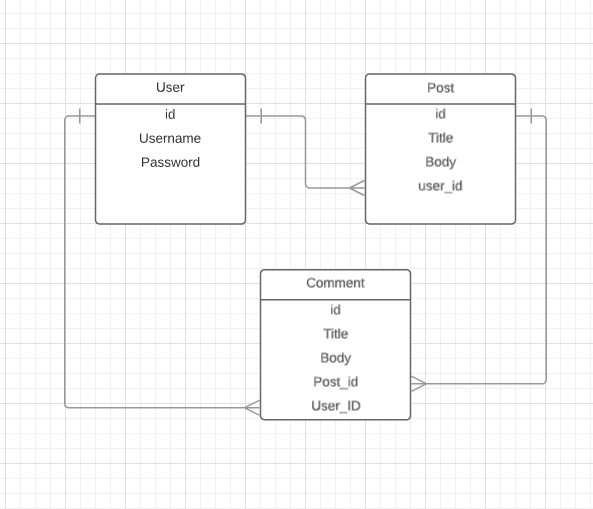 User
id
Username
Password
Post
id
Title
Body
user_id
Comment
id
Title
Body
Post_id
User_ID